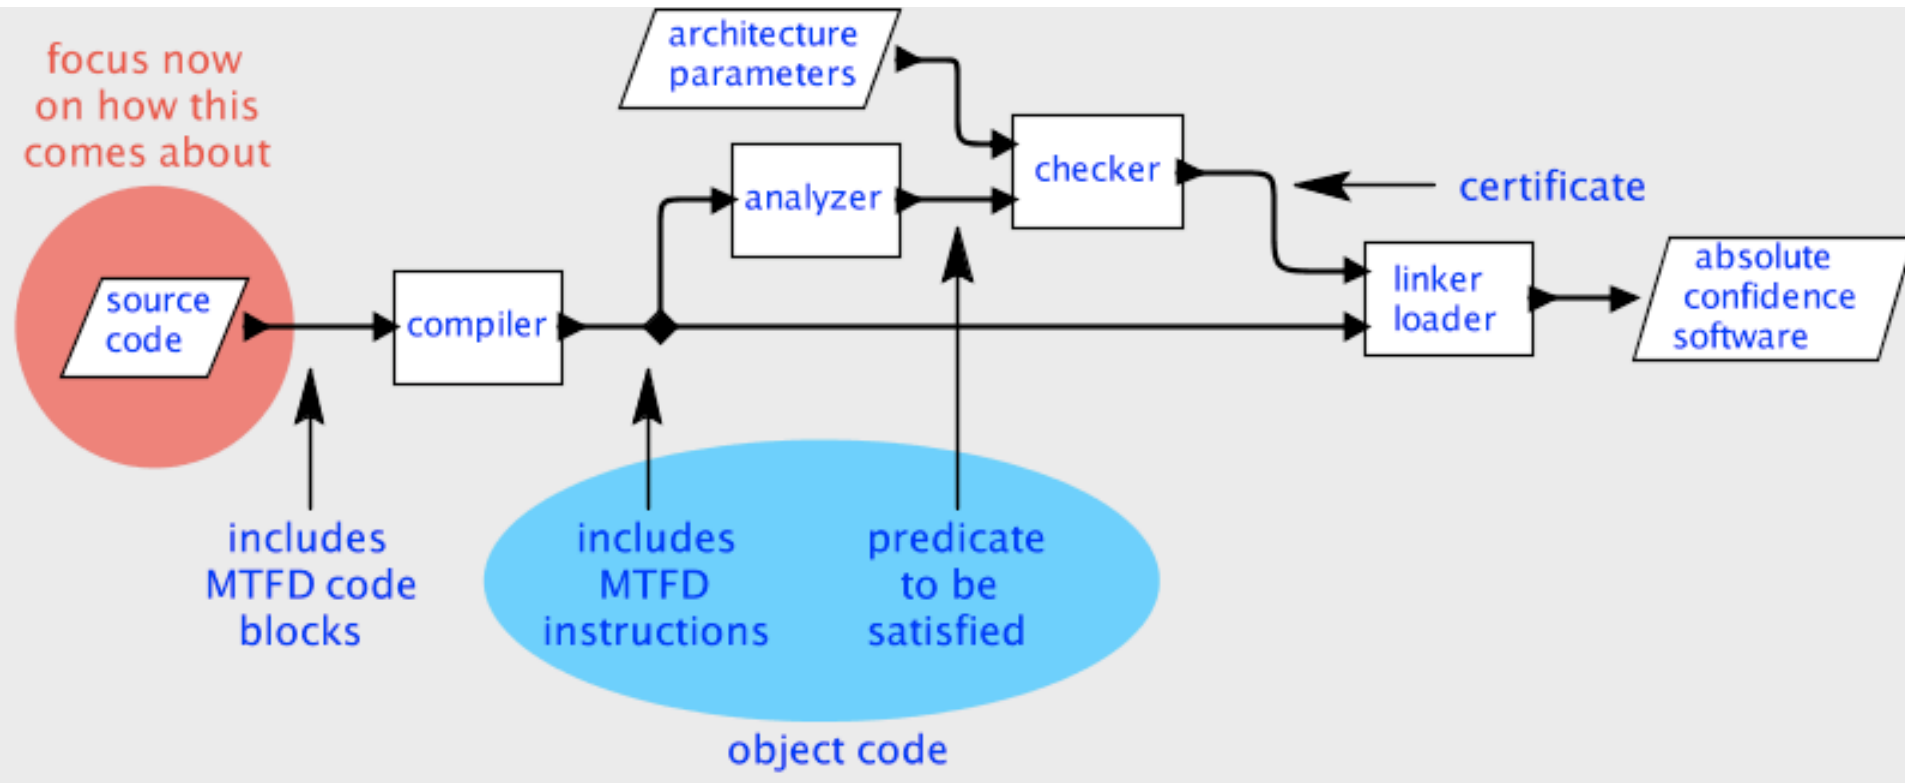 focus now
on how this
comes about
architecture
parameters
checker
analyzer
certificate
source
code
compiler
linker
loader
absolute
confidence
software
includes
MTFD code
blocks
includes
MTFD
instructions
predicate
to be
satisfied
object code